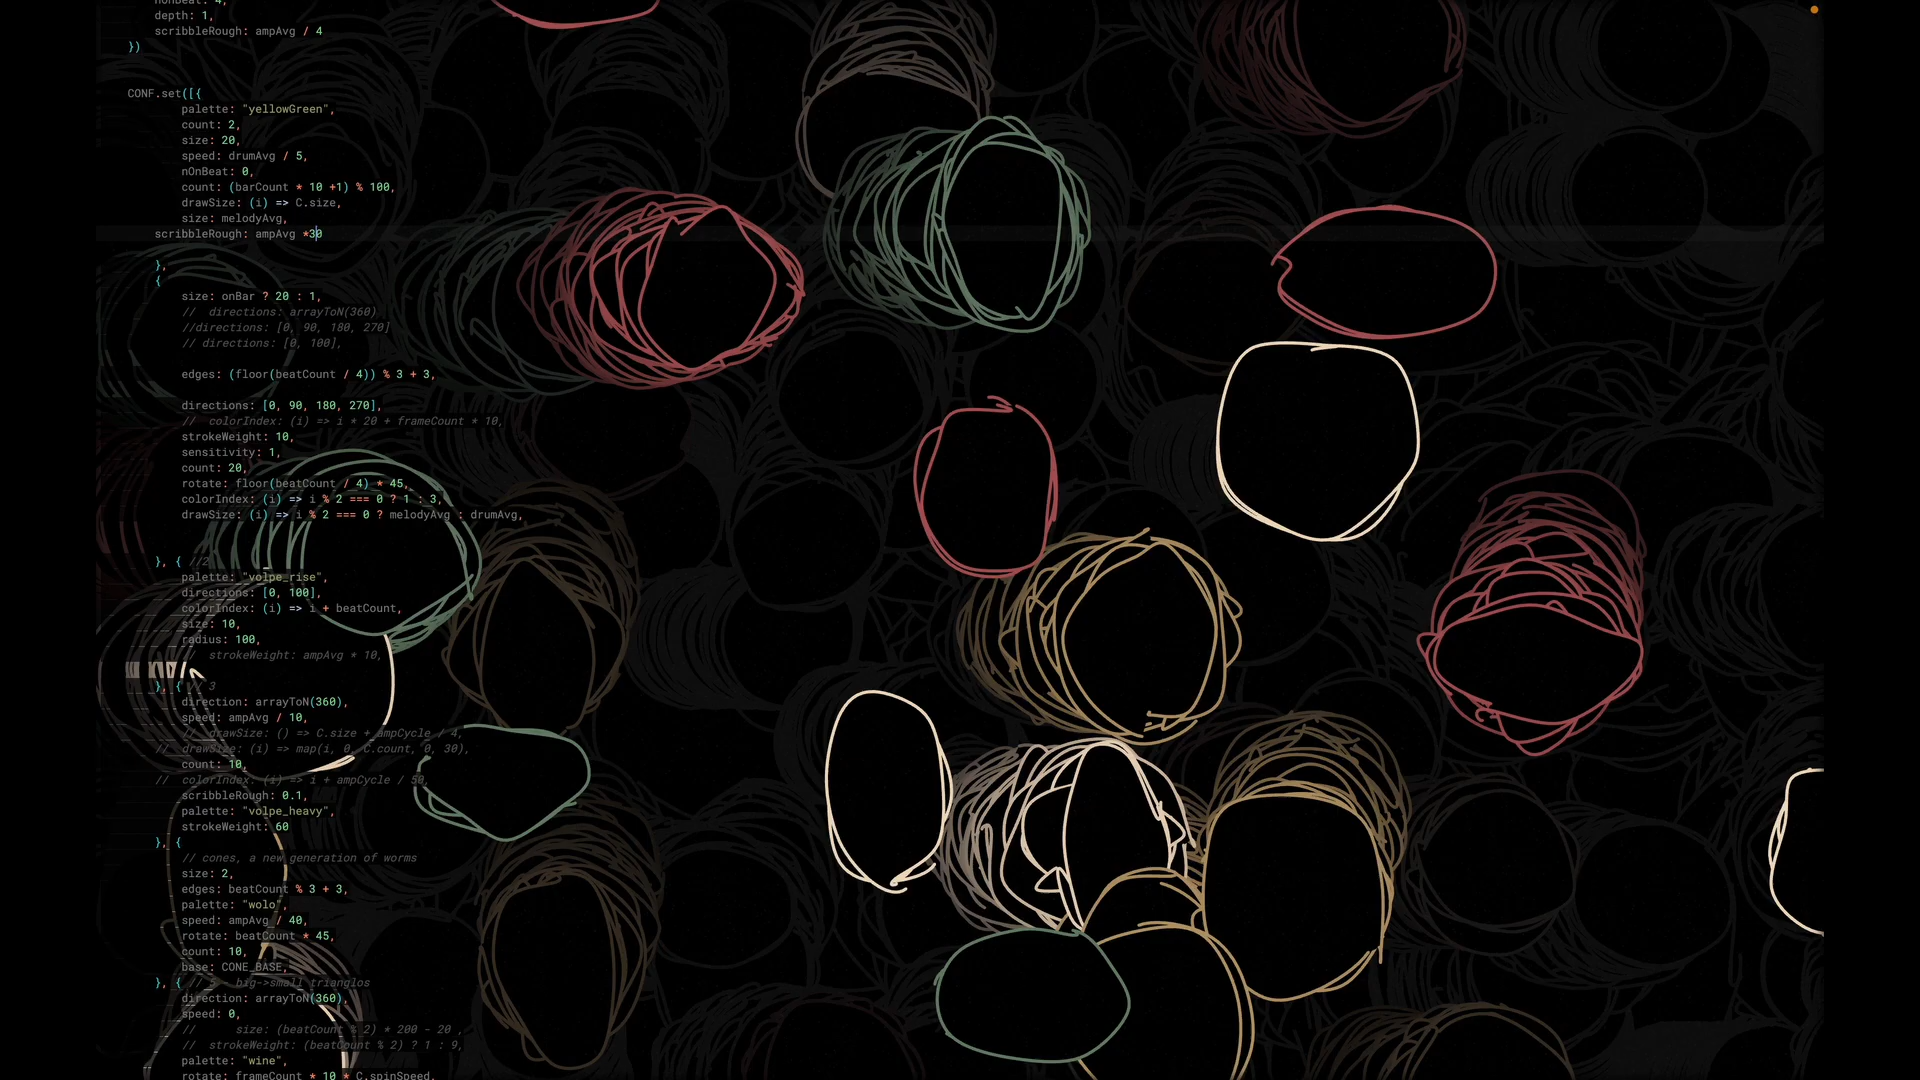 nOnBeat: 4,
depth: 1,
scribbleRough: ampAvg / 4
})
CONF.set([{
palette: "yellowGreen",
count: 2,
size: 20,
speed: drumAvg / 5,
nOnBeat: 0,
count: (barCount * 10 +1) % 100,
drawSize: (i) => C.size,
size: melodyAvg,
scribbleRough: ampAvg *30
},
{
size: onBar ? 20 : 1,
//  directions: arrayToN(360)
//directions: [0, 90, 180, 270]
// directions: [0, 100],
edges: (floor(beatCount / 4)) % 3 + 3,
directions: [0, 90, 180, 270],
//  colorIndex: (i) => i * 20 + frameCount * 10,
strokeWeight: 10,
sensitivity: 1,
count: 20,
rotate: floor(beatCount / 4) * 45,
colorIndex: (i) => i % 2 === 0 ? 1 : 3,
drawSize: (i) => i % 2 === 0 ? melodyAvg : drumAvg,
}, { //2
palette: "volpe_rise",
directions: [0, 100],
colorIndex: (i) => i + beatCount,
size: 10,
radius: 100,
//  strokeWeight: ampAvg * 10,
}, { // 3
direction: arrayToN(360),
speed: ampAvg / 10,
//  drawSize: () => C.size + ampCycle / 4,
//  drawSize: (i) => map(i, 0, C.count, 0, 30),
count: 10,
//  colorIndex: (i) => i + ampCycle / 50,
scribbleRough: 0.1,
palette: "volpe_heavy",
strokeWeight: 60
}, {
// cones, a new generation of worms
size: 2,
edges: beatCount % 3 + 3,
palette: "wolo",
speed: ampAvg / 40,
rotate: beatCount * 45,
count: 10,
base: CONE_BASE,
}, { // 5 - big->small trianglos
direction: arrayToN(360),
speed: 0,
//      size: (beatCount % 2) * 200 - 20 ,
//  strokeWeight: (beatCount % 2) ? 1 : 9,
palette: "wine",
rotate: frameCount * 10 * C.spinSpeed,